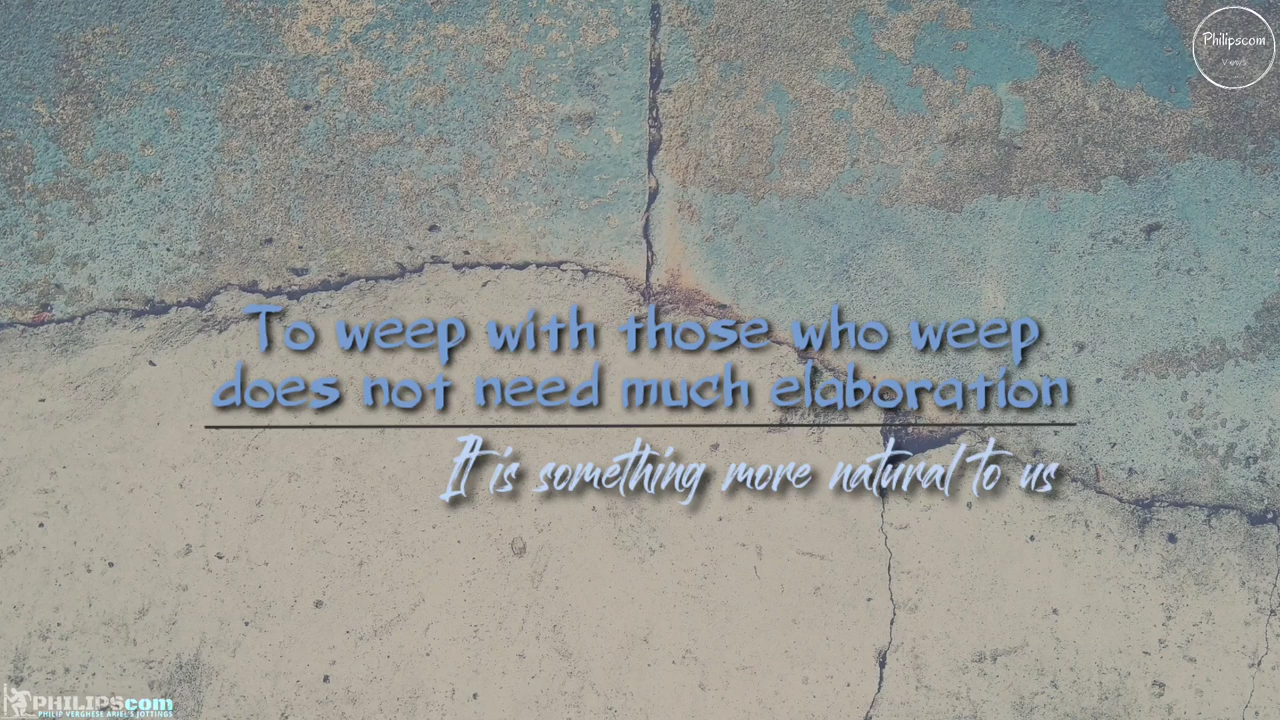 Philipscom
Views
To weep with those who weep
does not need much elaboration
It is something more natural to us
PHILIPScom
PHILIP VERGHESE ARIEL'S JOTTINGS